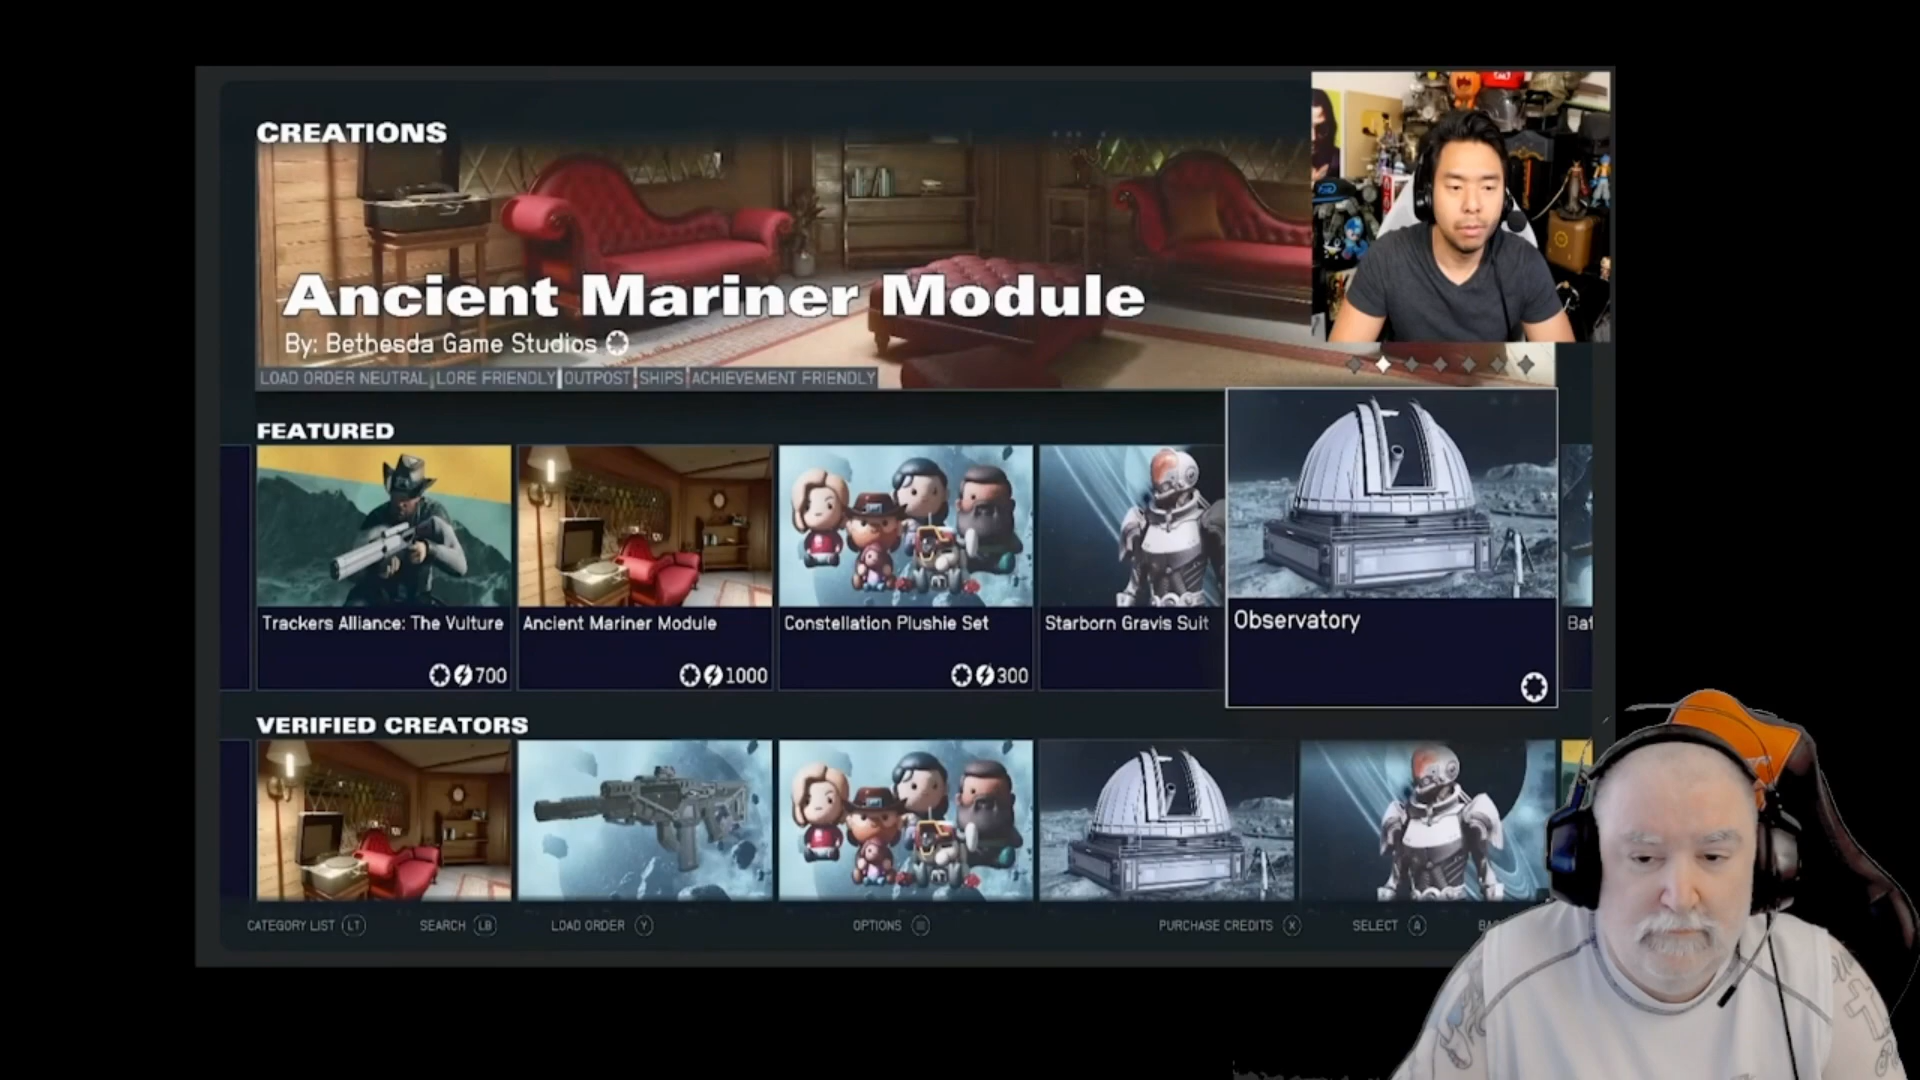 CREATIONS
Ancient Mariner Module
By: Bethesda Game Studios
LOAD ORDER NEUTRAL LORE FRIENDLY OUTPOST SHIPS ACHIEVEMENT FRIENDLY
FEATURED
Trackers Alliance: The Vulture
700
Ancient Mariner Module
1000
Constellation Plushie Set
300
Starborn Gravis Suit
Observatory
Bat
VERIFIED CREATORS
CATEGORY LIST LT
SEARCH LB
LOAD ORDER Y
OPTIONS
PURCHASE CREDITS X
SELECT A